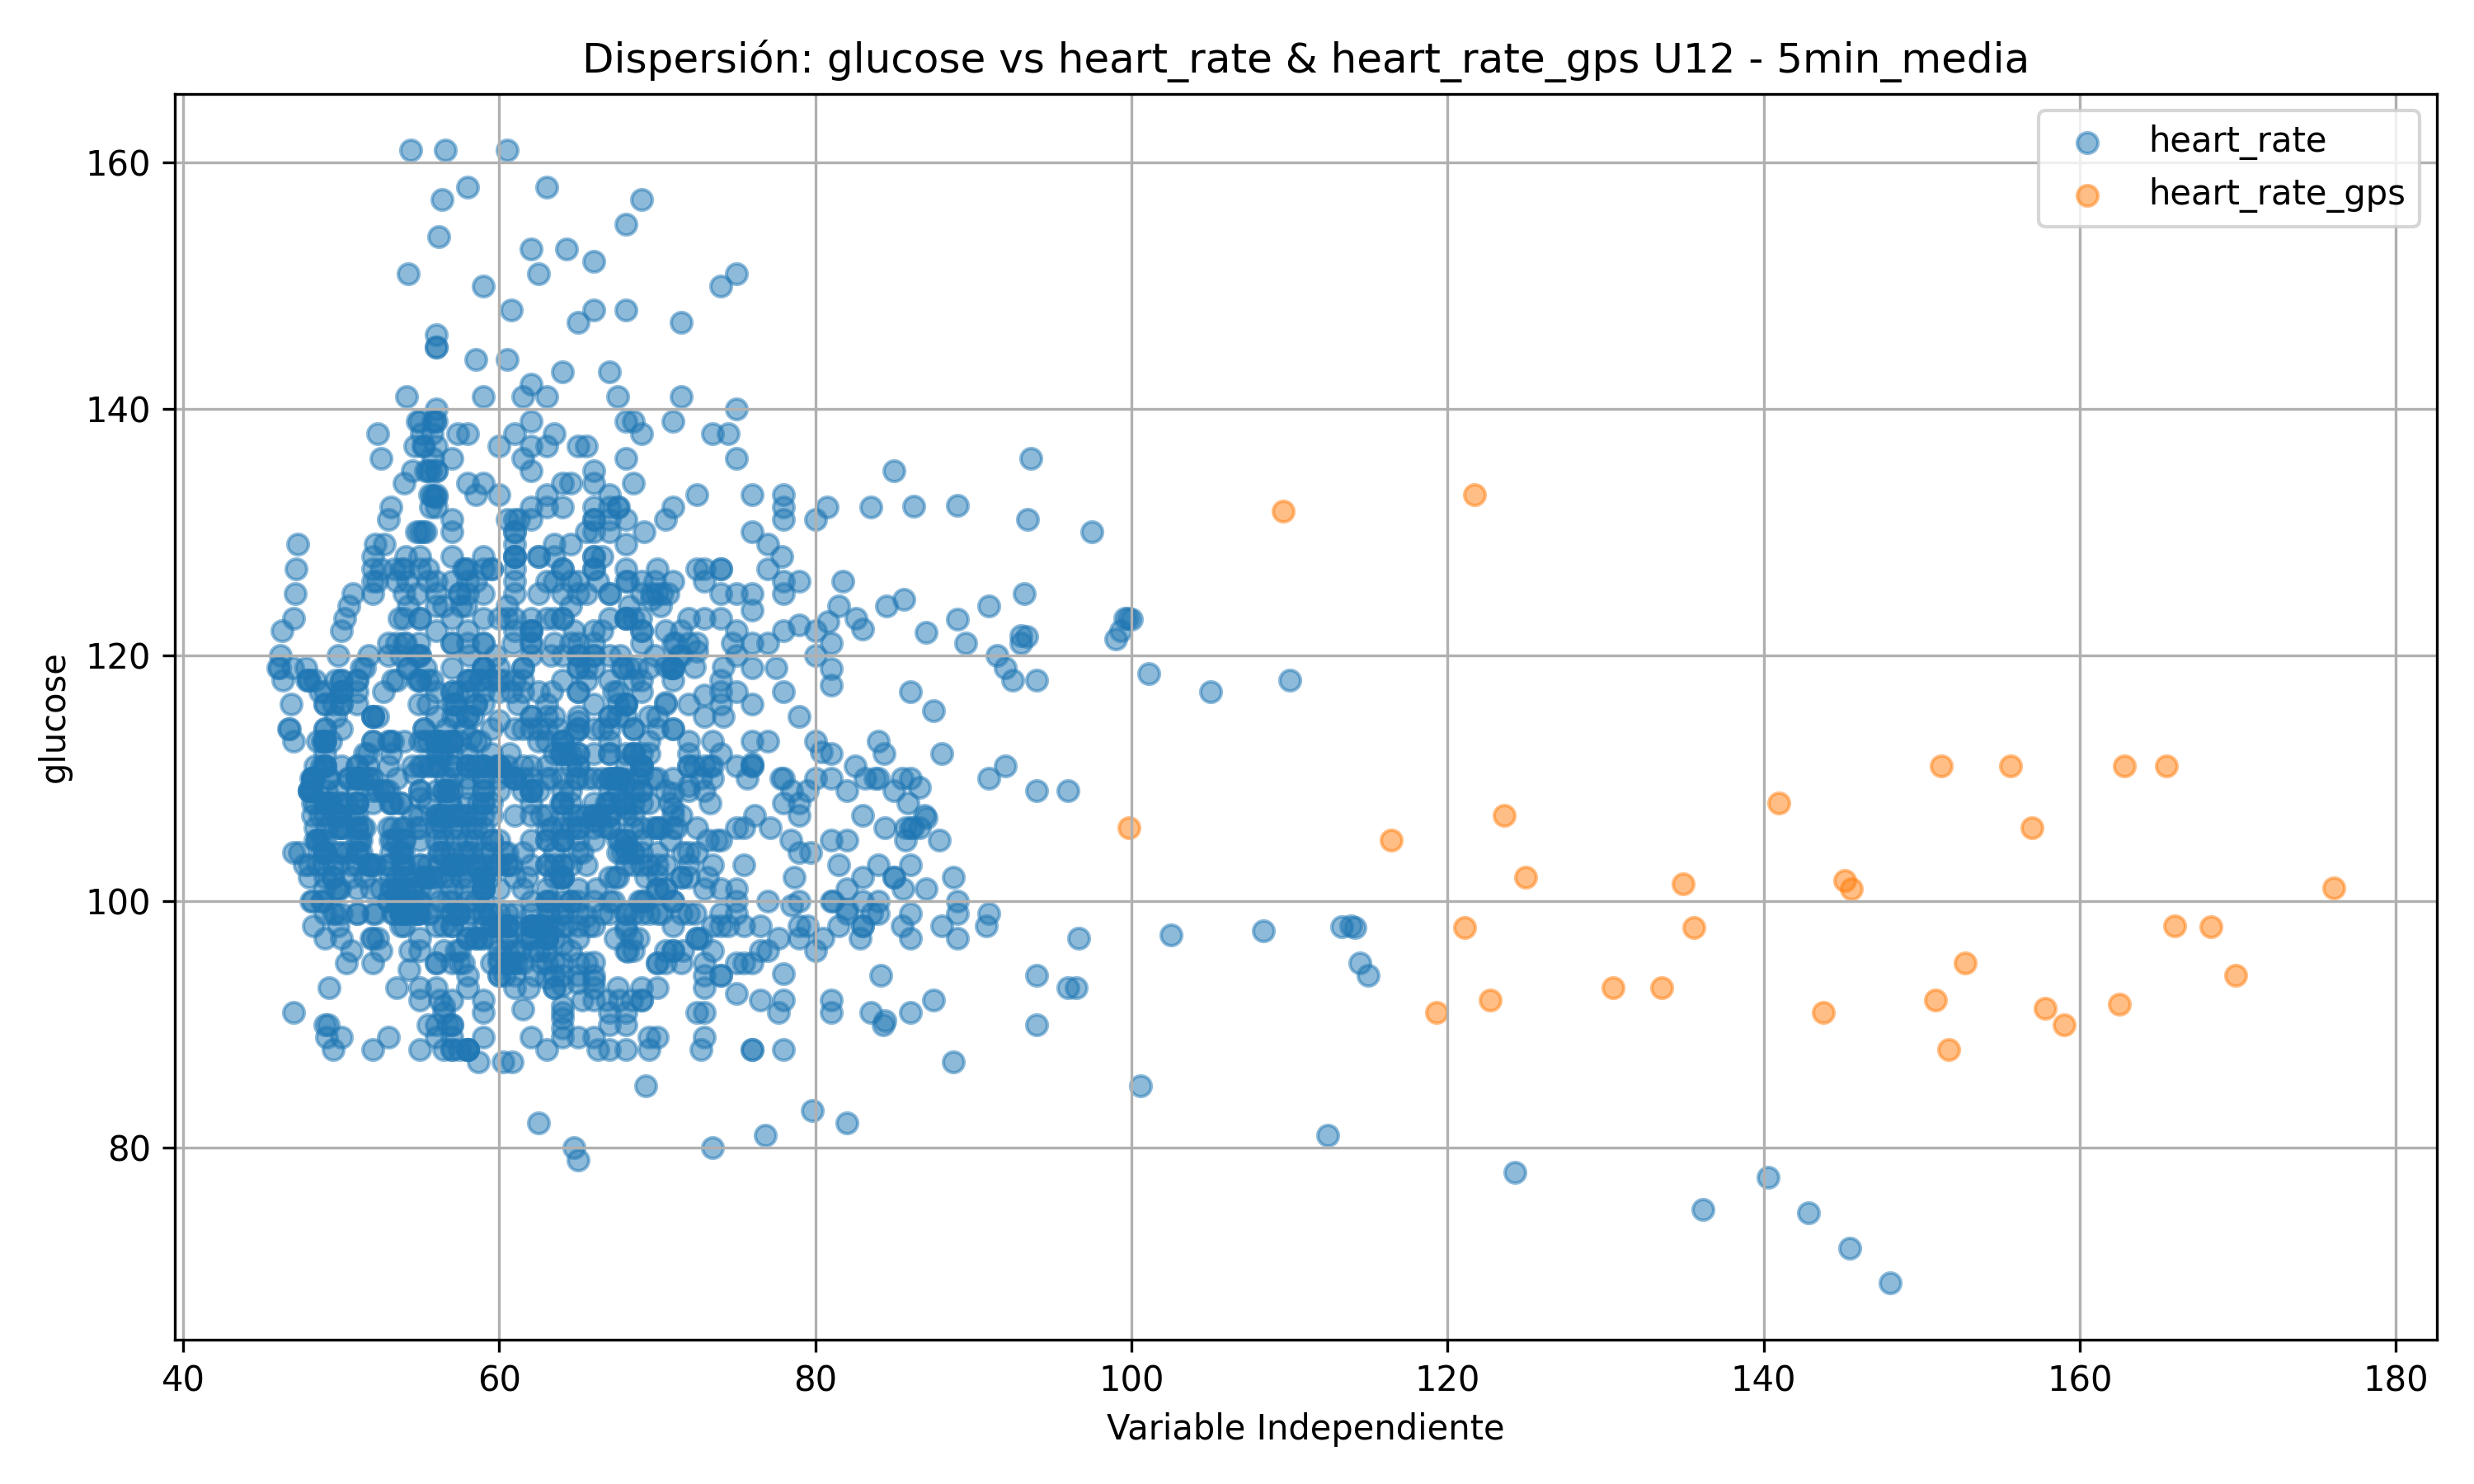 Dispersión: glucose vs heart_rate & heart_rate_gps U12 - 5min_media
heart_rate
heart_rate_gps
160
140
120
100
80
glucose
40 60 80 100 120 140 160 180
Variable Independiente